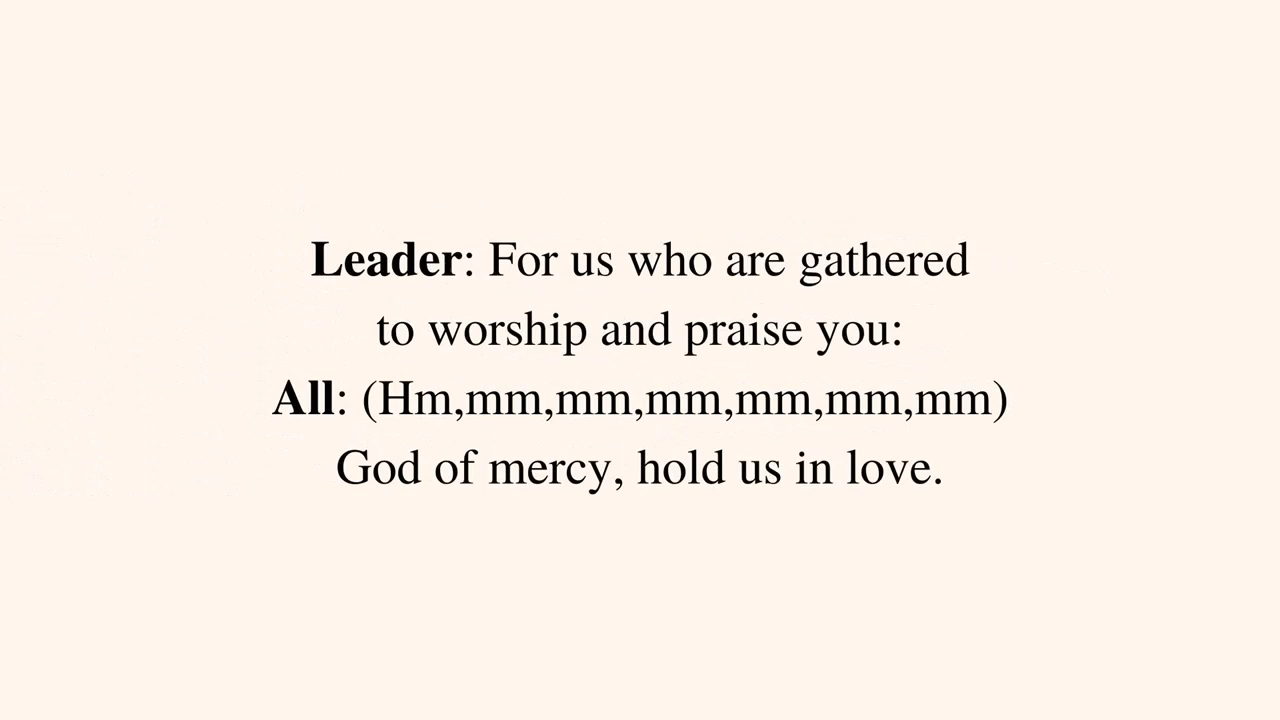 Leader: For us who are gathered
to worship and praise you:
All: (Hm,mm,mm,mm,mm,mm,mm)
God of mercy, hold us in love.